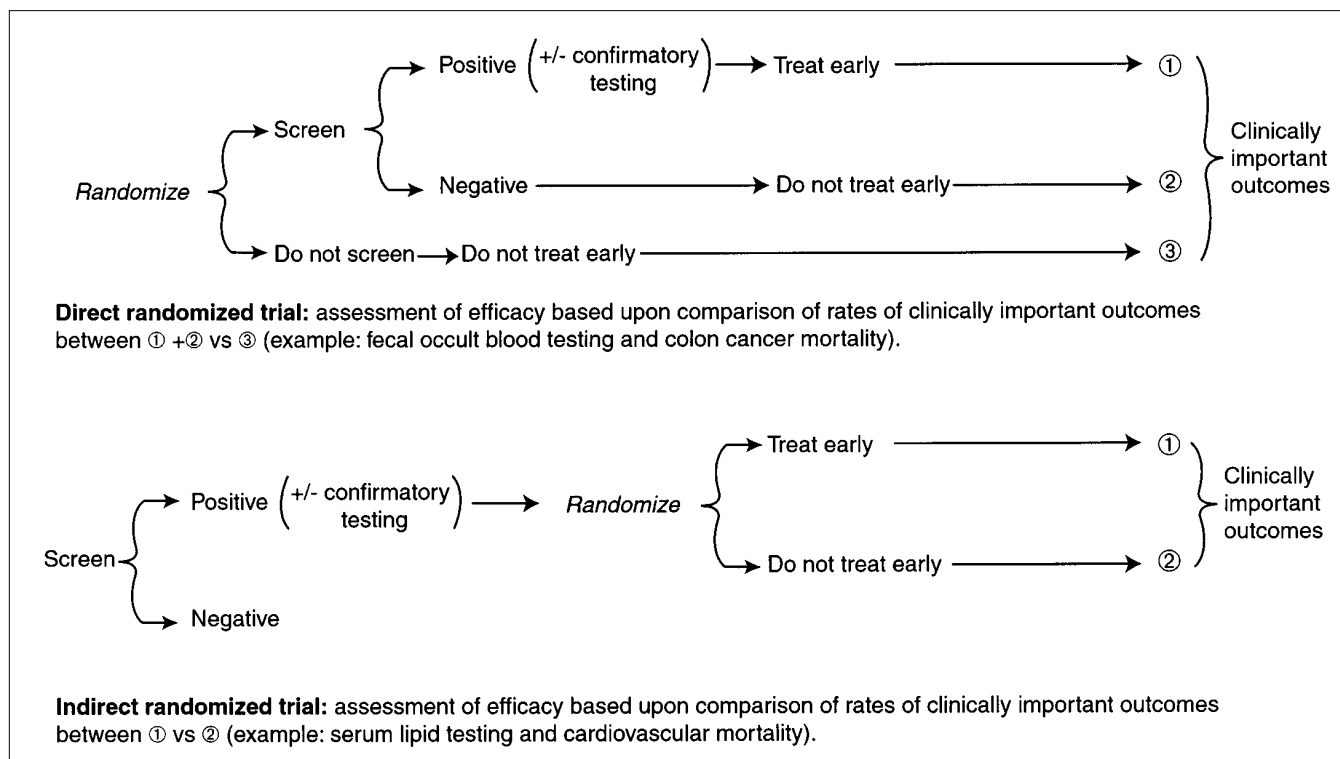 Positive (+/- confirmatory testing) Treat early ①
Screen
Clinically important outcomes
Randomize
Negative Do not treat early ②
Do not screen Do not treat early ③
Direct randomized trial: assessment of efficacy based upon comparison of rates of clinically important outcomes
between ① +② vs ③ (example: fecal occult blood testing and colon cancer mortality).
Treat early ①
Positive (+/- confirmatory testing) Randomize
Clinically important outcomes
Screen
Do not treat early ②
Negative
Indirect randomized trial: assessment of efficacy based upon comparison of rates of clinically important outcomes
between ① vs ② (example: serum lipid testing and cardiovascular mortality).